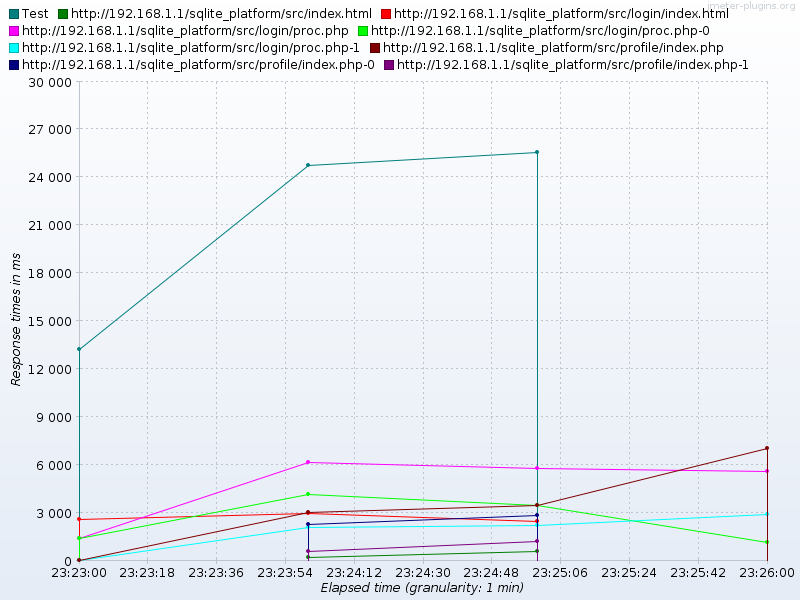 jmeter-plugins.org
Test http://192.168.1.1/sqlite_platform/src/index.html http://192.168.1.1/sqlite_platform/src/login/index.html
http://192.168.1.1/sqlite_platform/src/login/proc.php http://192.168.1.1/sqlite_platform/src/login/proc.php-0
http://192.168.1.1/sqlite_platform/src/login/proc.php-1 http://192.168.1.1/sqlite_platform/src/profile/index.php
http://192.168.1.1/sqlite_platform/src/profile/index.php-0 http://192.168.1.1/sqlite_platform/src/profile/index.php-1
30 000
27 000
24 000
21 000
18 000
15 000
12 000
9 000
6 000
3 000
0
Response times in ms
23:23:00 23:23:18 23:23:36 23:23:54 23:24:12 23:24:30 23:24:48 23:25:06 23:25:24 23:25:42 23:26:00
Elapsed time (granularity: 1 min)